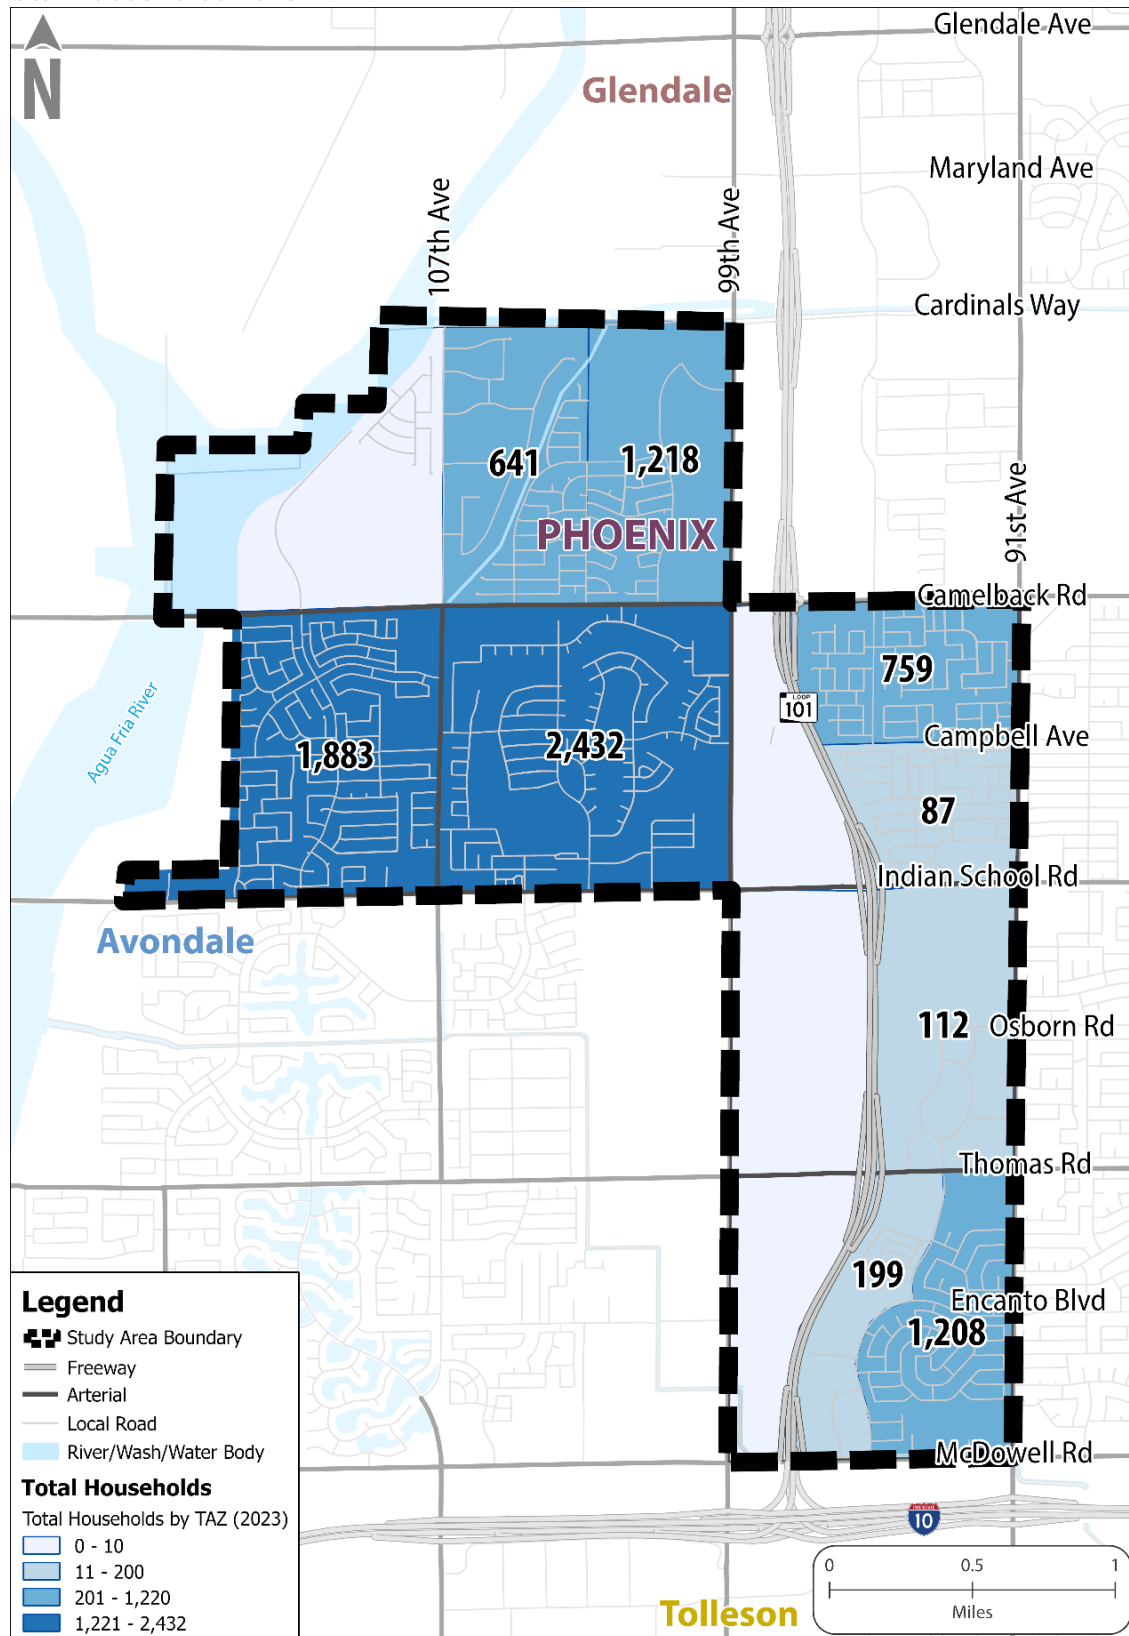 Glendale Ave
N
Glendale
Maryland Ave
107th Ave
99th Ave
Cardinals Way
641
1,218
91st Ave
PHOENIX
Camelback Rd
759
LOOP
101
Agua Fria River
Campbell Ave
1,883
2,432
87
Indian School Rd
Avondale
112
Osborn Rd
Thomas Rd
199
Encanto Blvd
1,208
McDowell Rd
Legend
Study Area Boundary
Freeway
Arterial
Local Road
River/Wash/Water Body
Total Households
Total Households by TAZ (2023)
0 - 10
11 - 200
201 - 1,220
1,221 - 2,432
10
0
0.5
1
Miles
Tolleson